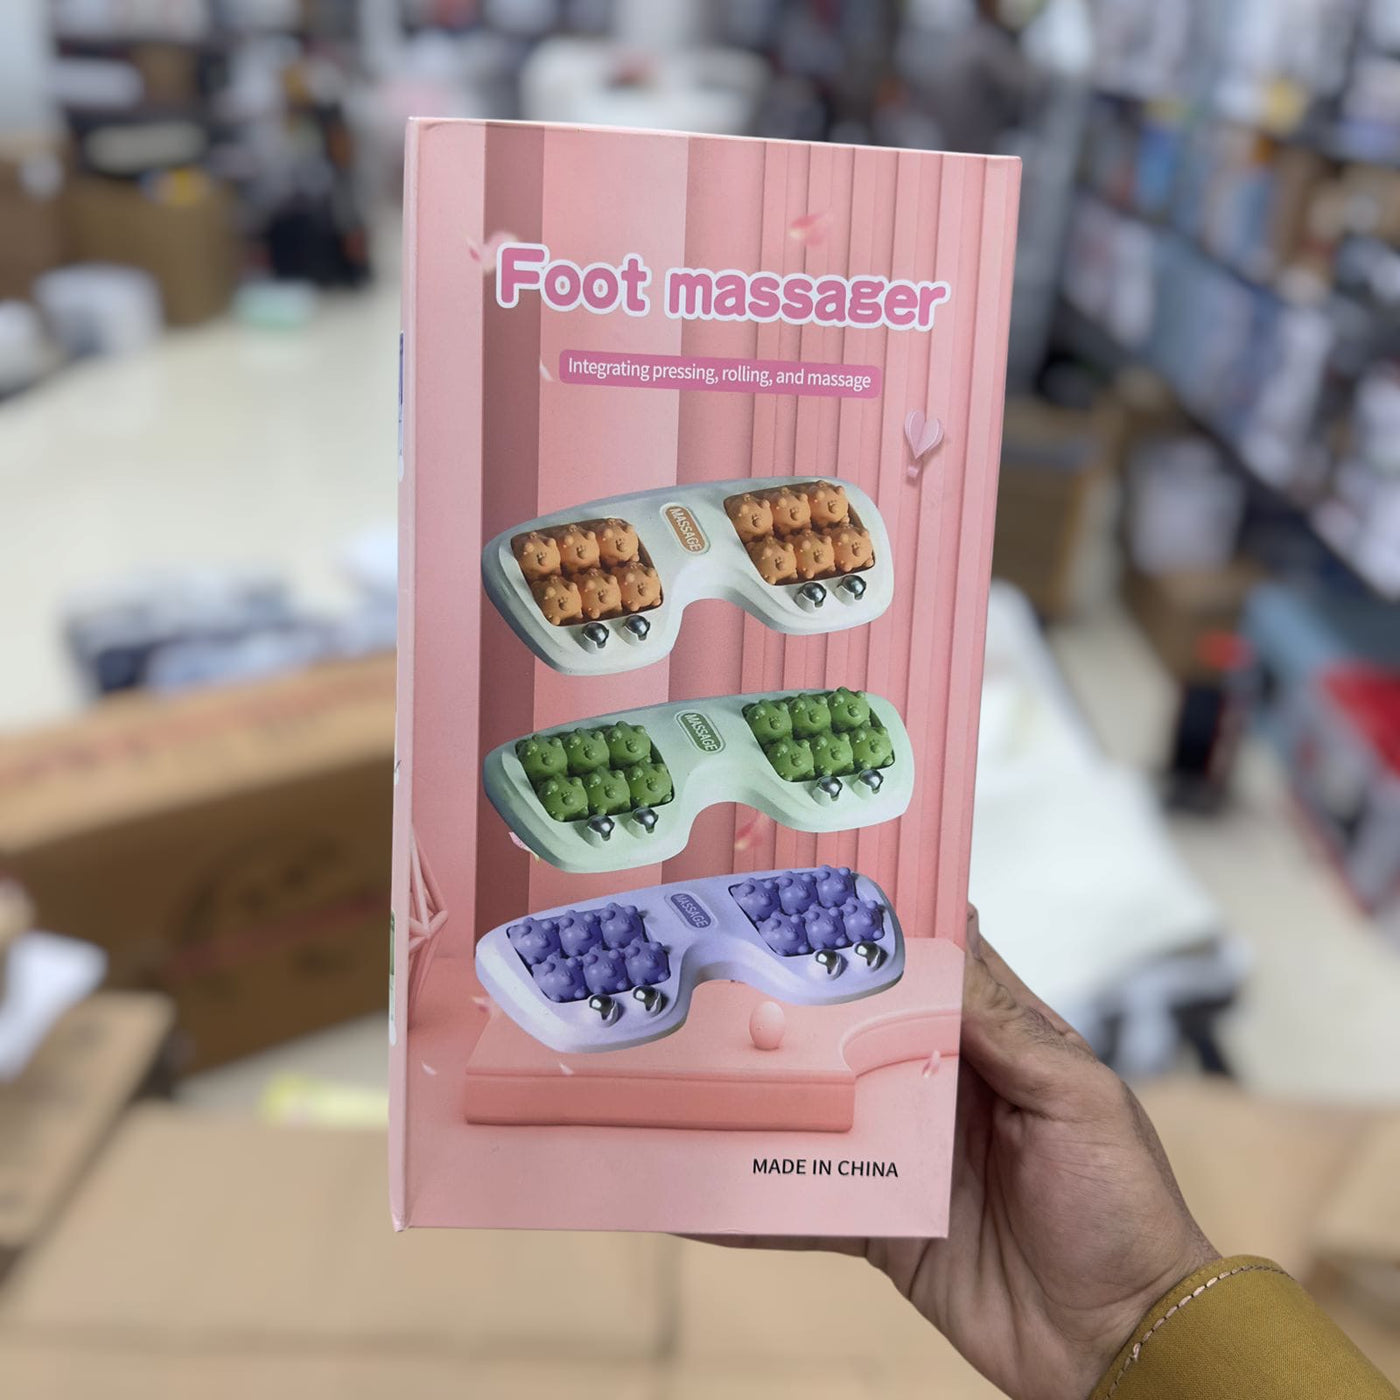 Foot massager
Integrating pressing, rolling, and massage
MASSAGE
MASSAGE
MASSAGE
MADE IN CHINA